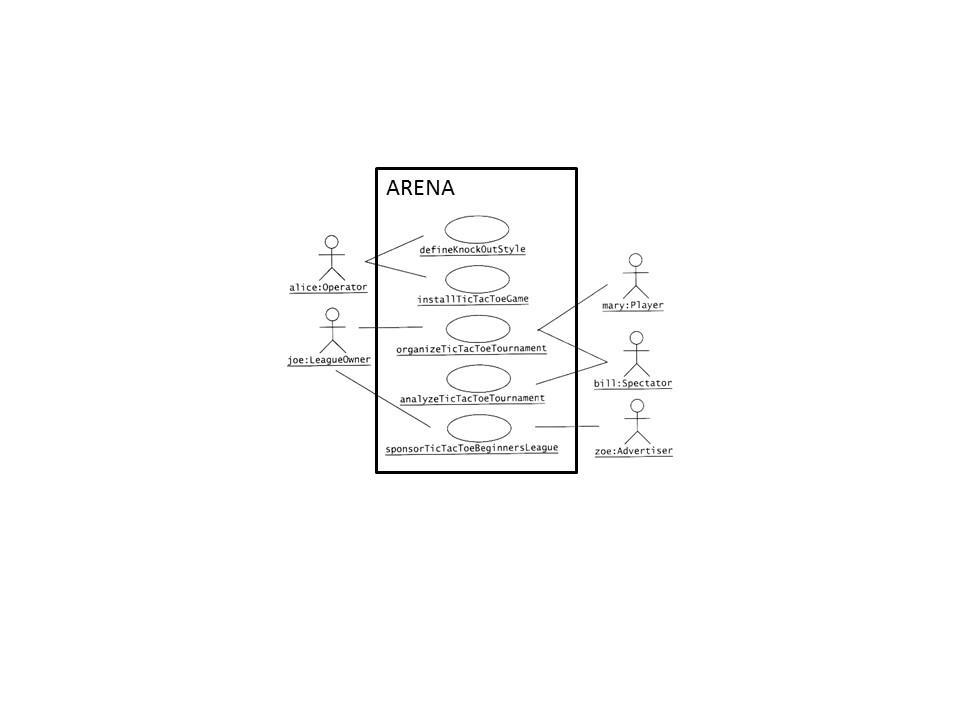 ARENA
defineKnockOutStyle
alice:Operator
installTicTacToeGame
mary:Player
organizeTicTacToeTournament
joe:LeagueOwner
bill:Spectator
analyzeTicTacToeTournament
sponsorTicTacToeBeginnersLeague
zoe:Advertiser